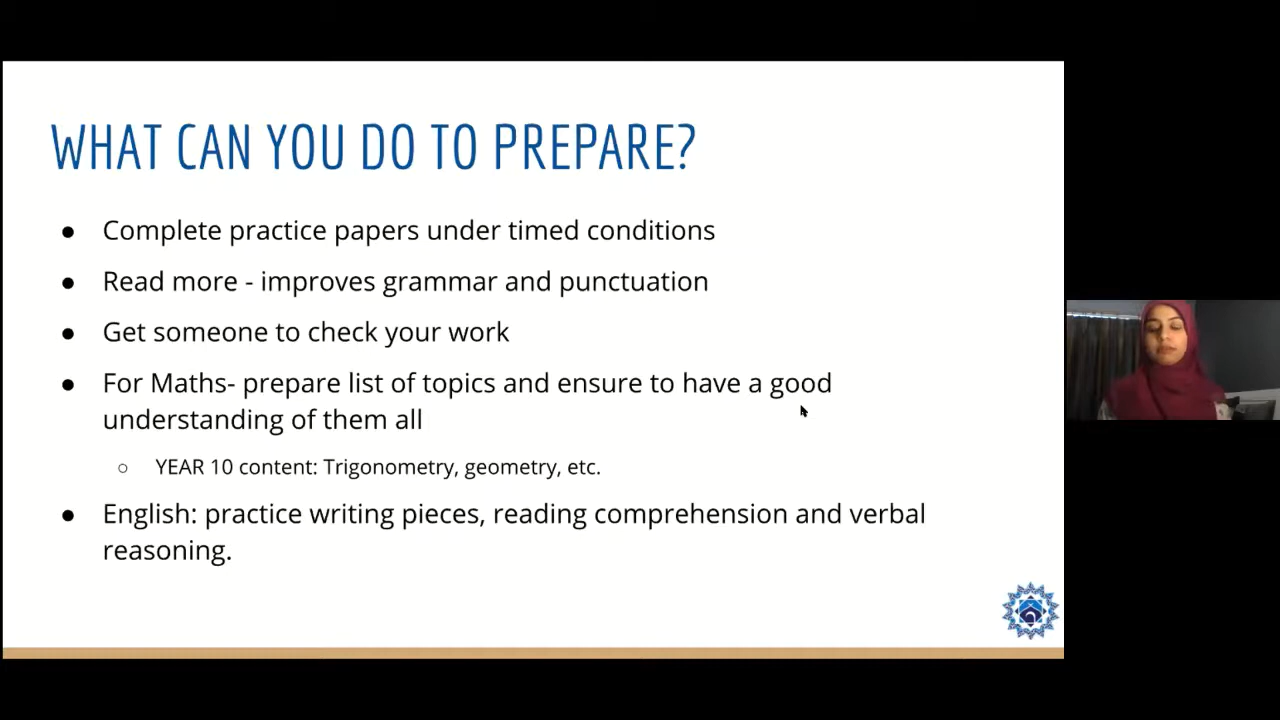 WHAT CAN YOU DO TO PREPARE?
● Complete practice papers under timed conditions
● Read more - improves grammar and punctuation
● Get someone to check your work
● For Maths- prepare list of topics and ensure to have a good
understanding of them all
○ YEAR 10 content: Trigonometry, geometry, etc.
● English: practice writing pieces, reading comprehension and verbal
reasoning.